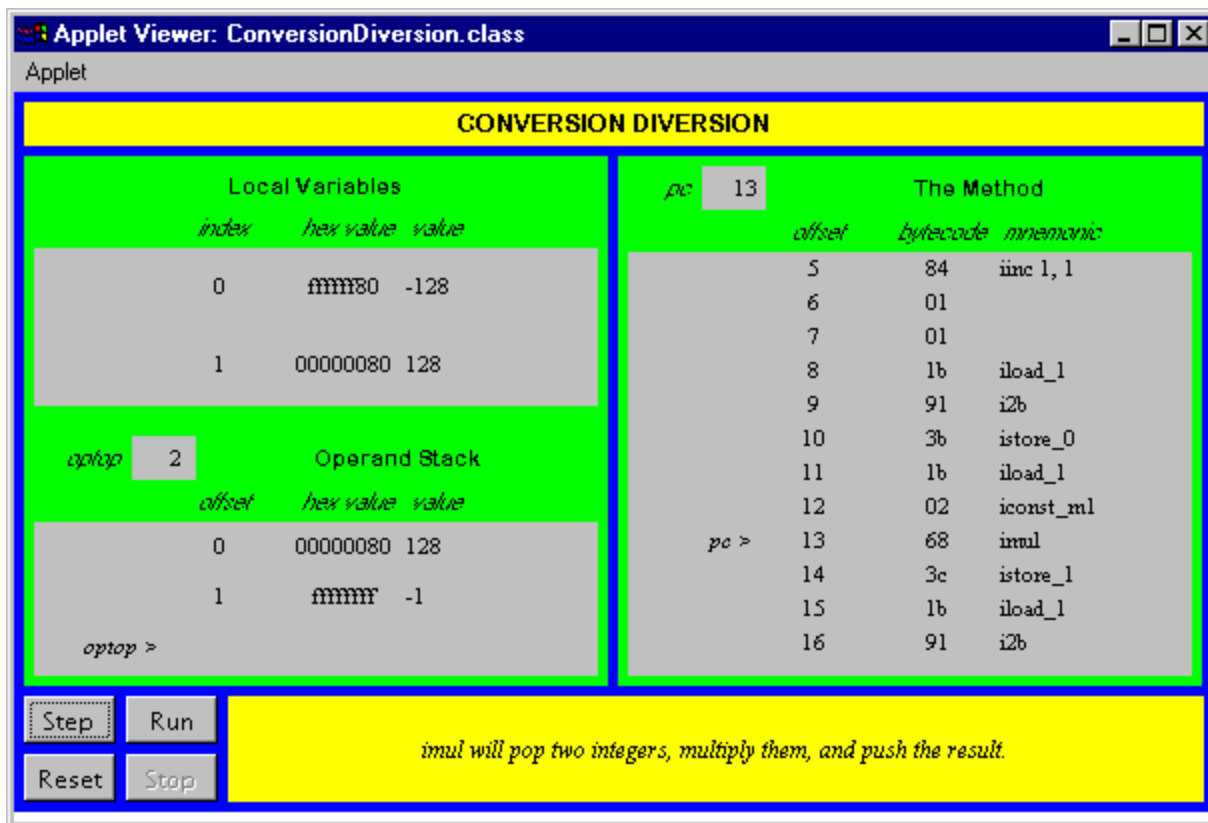 Applet Viewer: ConversionDiversion.class
Applet
CONVERSION DIVERSION
Local Variables
index hex value value
0 ffffff80 -128
1 00000080 128
optop 2 Operand Stack
offset hex value value
0 00000080 128
1 ffffffff -1
optop >
pc 13 The Method
offset bytecode mnemonic
5 84 iinc 1, 1
6 01
7 01
8 1b iload_1
9 91 i2b
10 3b istore_0
11 1b iload_1
12 02 iconst_m1
pc > 13 68 imul
14 3c istore_1
15 1b iload_1
16 91 i2b
Step Run
Reset Stop
imul will pop two integers, multiply them, and push the result.